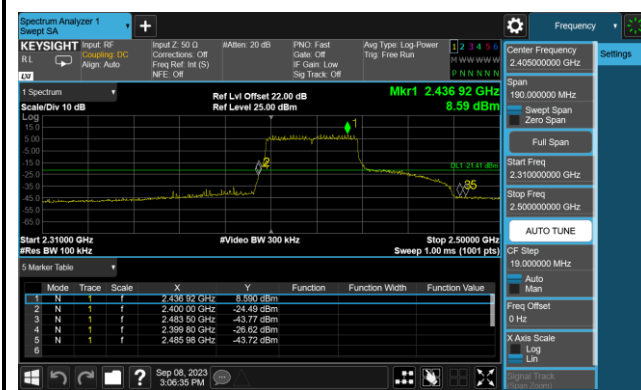 Spectrum Analyzer 1
Swept SA
Frequency
KEYSIGHT Input: RF
RL
Coupling: DC
Align: Auto
Input Z: 50 Ω
Corrections: Off
Freq Ref: Int (S)
NFE: Off
#Atten: 20 dB
PNO: Fast
Gate: Off
IF Gain: Low
Sig Track: Off
Avg Type: Log-Power
Trig: Free Run
1 2 3 4 5 6
M W W W W W
P N N N N N
Center Frequency
2.405000000 GHz
Settings
1 Spectrum
Scale/Div 10 dB
Ref Lvl Offset 22.00 dB
Ref Level 25.00 dBm
Mkr1 2.436 92 GHz
8.59 dBm
Span
190.000000 MHz
Swept Span
Zero Span
Full Span
Log
15.0
5.00
-5.00
-15.0
-25.0
-35.0
-45.0
-55.0
-65.0
DL1 -21.41 dBm
Start Freq
2.310000000 GHz
Stop Freq
2.500000000 GHz
AUTO TUNE
Start 2.31000 GHz
#Res BW 100 kHz
#Video BW 300 kHz
Stop 2.50000 GHz
Sweep 1.00 ms (1001 pts)
CF Step
19.000000 MHz
Auto
Man
Freq Offset
0 Hz
X Axis Scale
Log
Lin
Signal Track
(Span Zoom)
5 Marker Table
Mode Trace Scale X Y Function Function Width Function Value
1 N 1 f 2.436 92 GHz 8.590 dBm
2 N 1 f 2.400 00 GHz -24.49 dBm
3 N 1 f 2.483 50 GHz -43.77 dBm
4 N 1 f 2.399 80 GHz -26.62 dBm
5 N 1 f 2.485 98 GHz -43.72 dBm
6
Sep 08, 2023
3:06:35 PM